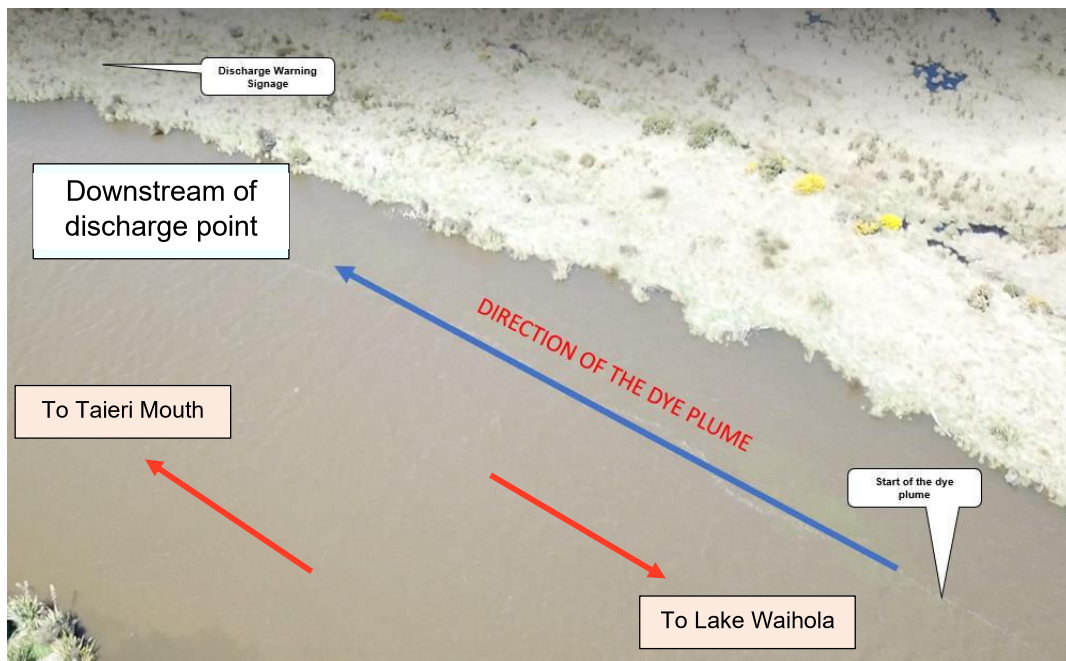 Discharge Warning
Signage
Downstream of
discharge point
DIRECTION OF THE DYE PLUME
To Taieri Mouth
Start of the dye
plume
To Lake Waihola